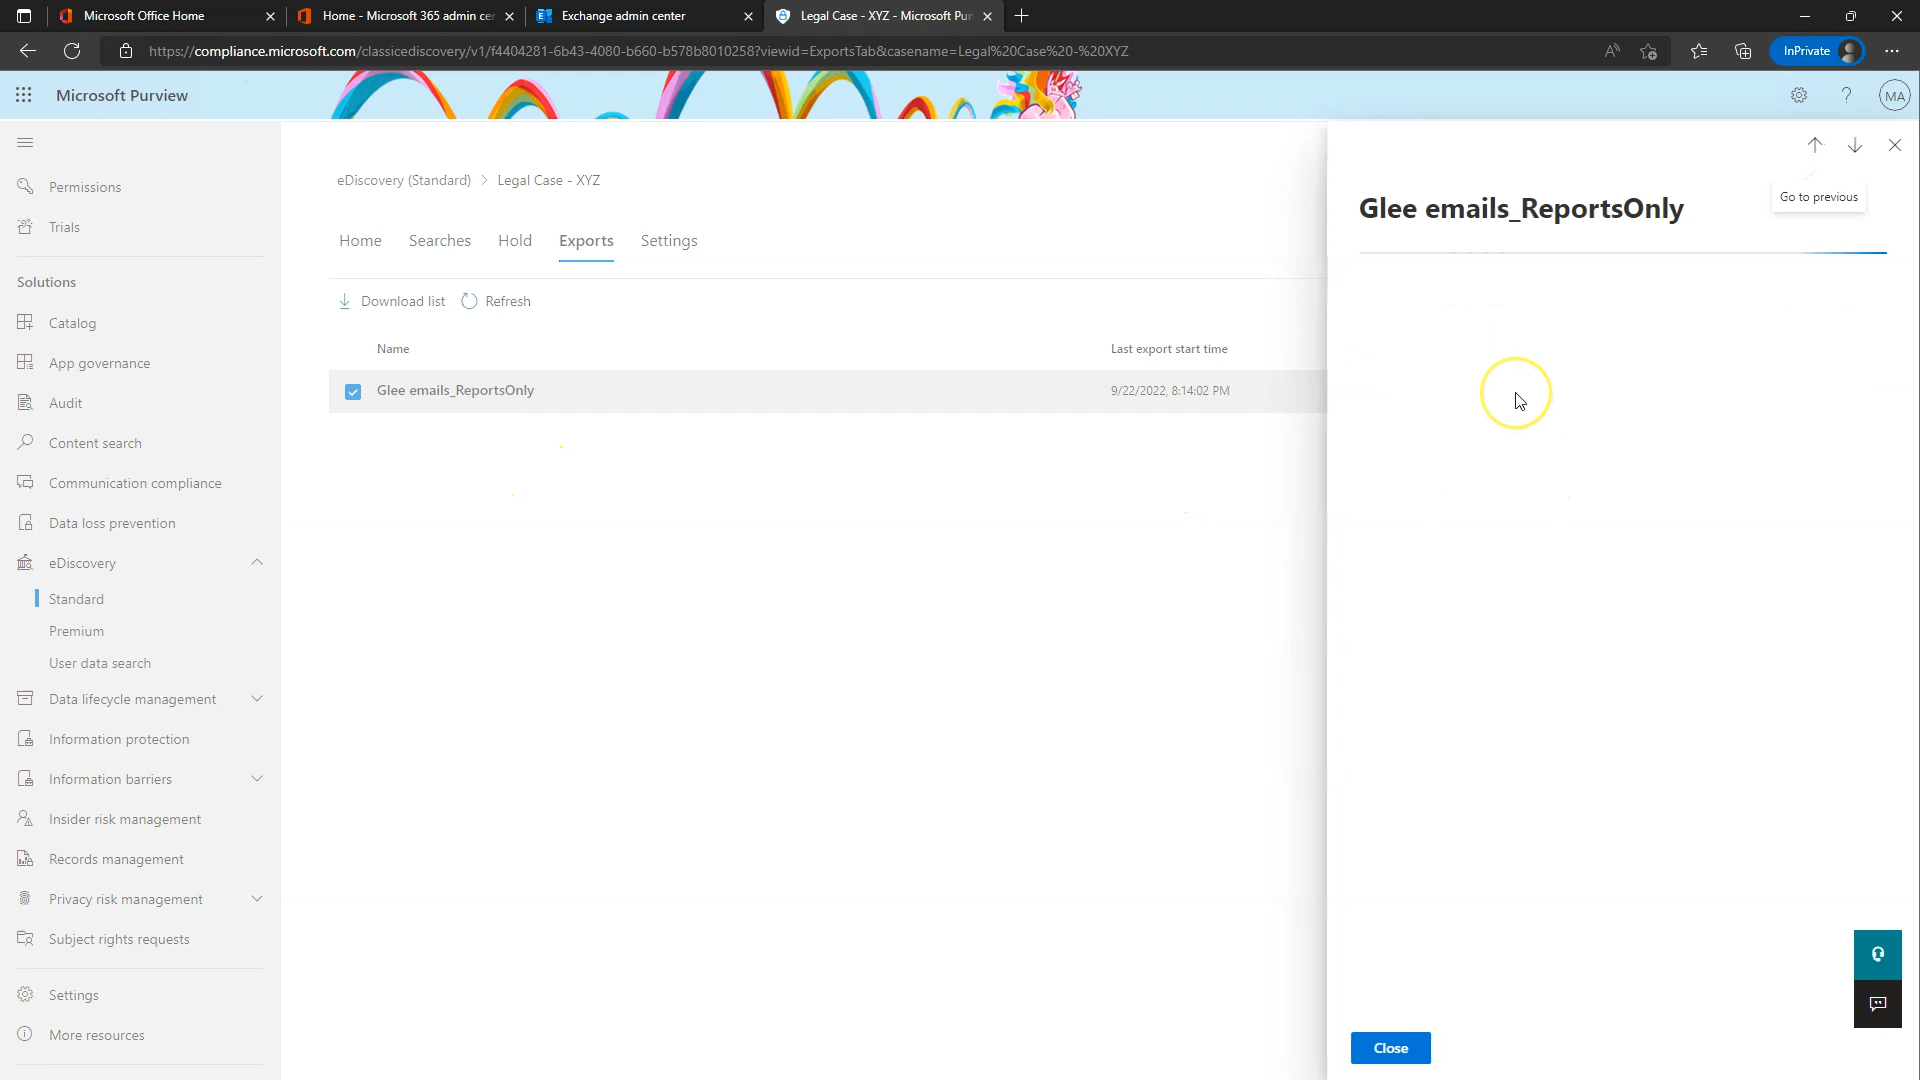 Microsoft Office Home
Home - Microsoft 365 admin cer
Exchange admin center
Legal Case - XYZ - Microsoft Pur
https://compliance.microsoft.com/classicediscovery/v1/f4404281-6b43-4080-b660-b578b8010258?viewid=ExportsTab&casename=Legal%20Case%20-%20XYZ
InPrivate
Microsoft Purview
MA
Permissions
Trials
Solutions
Catalog
App governance
Audit
Content search
Communication compliance
Data loss prevention
eDiscovery
Standard
Premium
User data search
Data lifecycle management
Information protection
Information barriers
Insider risk management
Records management
Privacy risk management
Subject rights requests
Settings
More resources
eDiscovery (Standard) > Legal Case - XYZ
Home Searches Hold Exports Settings
Download list Refresh
Name Last export start time
Glee emails_ReportsOnly 9/22/2022, 8:14:02 PM
Go to previous
Glee emails_ReportsOnly
Close